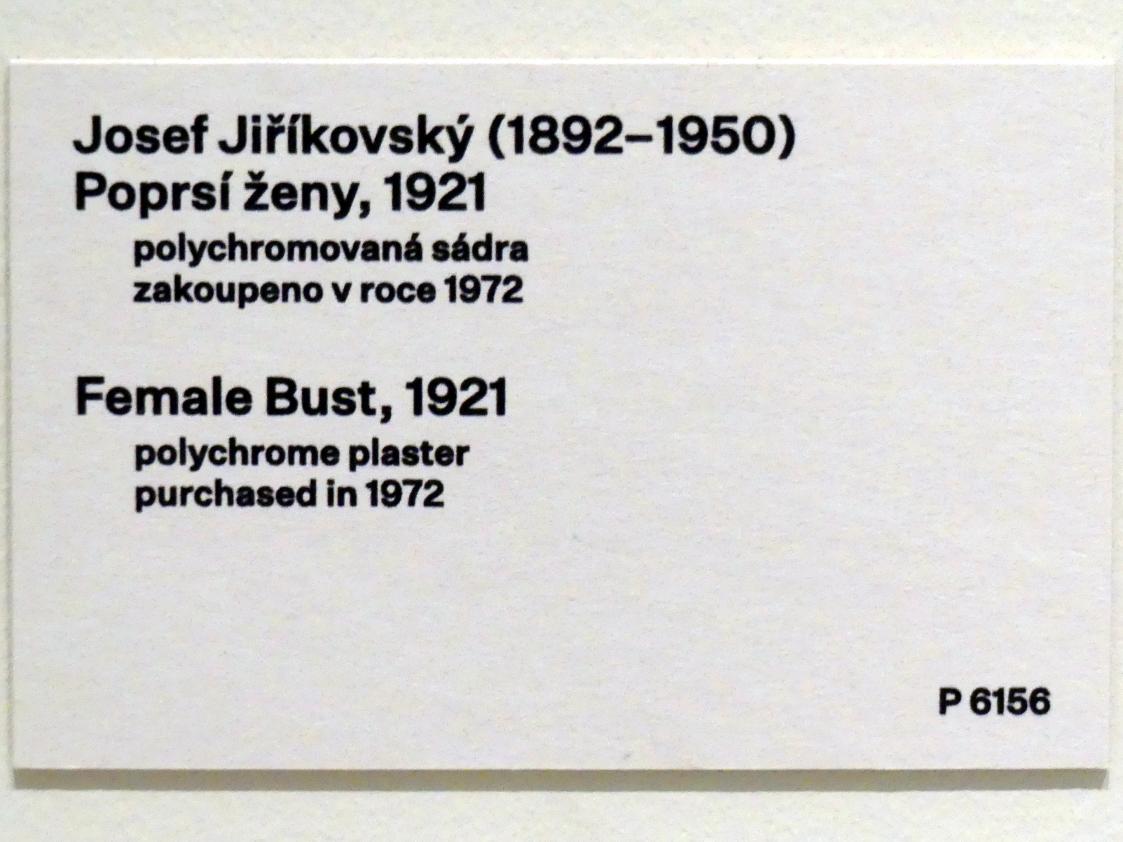 Josef Jiříkovský (1892–1950)
Poprsí ženy, 1921
polychromovaná sádra
zakoupeno v roce 1972
Female Bust, 1921
polychrome plaster
purchased in 1972
P 6156